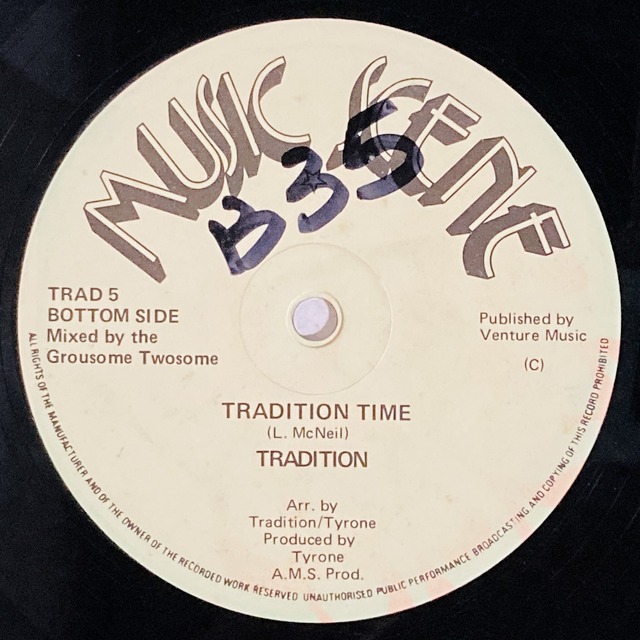 MUSIC SCENE
B35
TRAD 5
BOTTOM SIDE
Mixed by the
Grousome Twosome
Published by
Venture Music
(C)
TRADITION TIME
(L. McNeil)
TRADITION
Arr. by
Tradition/Tyrone
Produced by
Tyrone
A.M.S. Prod.
ALL RIGHTS OF THE MANUFACTURER AND OF THE OWNER OF THE RECORDED WORK RESERVED UNAUTHORISED PUBLIC PERFORMANCE BROADCASTING AND COPYING OF THIS RECORD PROHIBITED